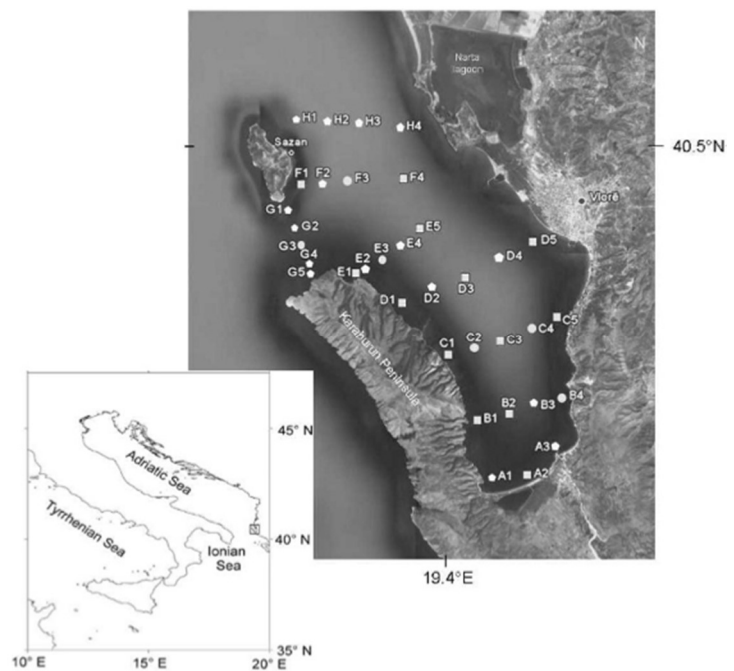 Narta
lagoon
N
H1 H2 H3 H4
Sazan
40.5°N
F1 F2 F3 F4
Vlorë
G1
G2
E5
G3 E3 E4 D5
G4 E2 D4
G5 E1
D3
D1 D2
C5
C4
C1 C2 C3
Karaburun Peninsula
B4
B2 B3
B1
A3
A1 A2
19.4°E
45° N
Adriatic Sea
Tyrrhenian Sea
Ionian
Sea
40° N
35° N
10° E 15° E 20° E